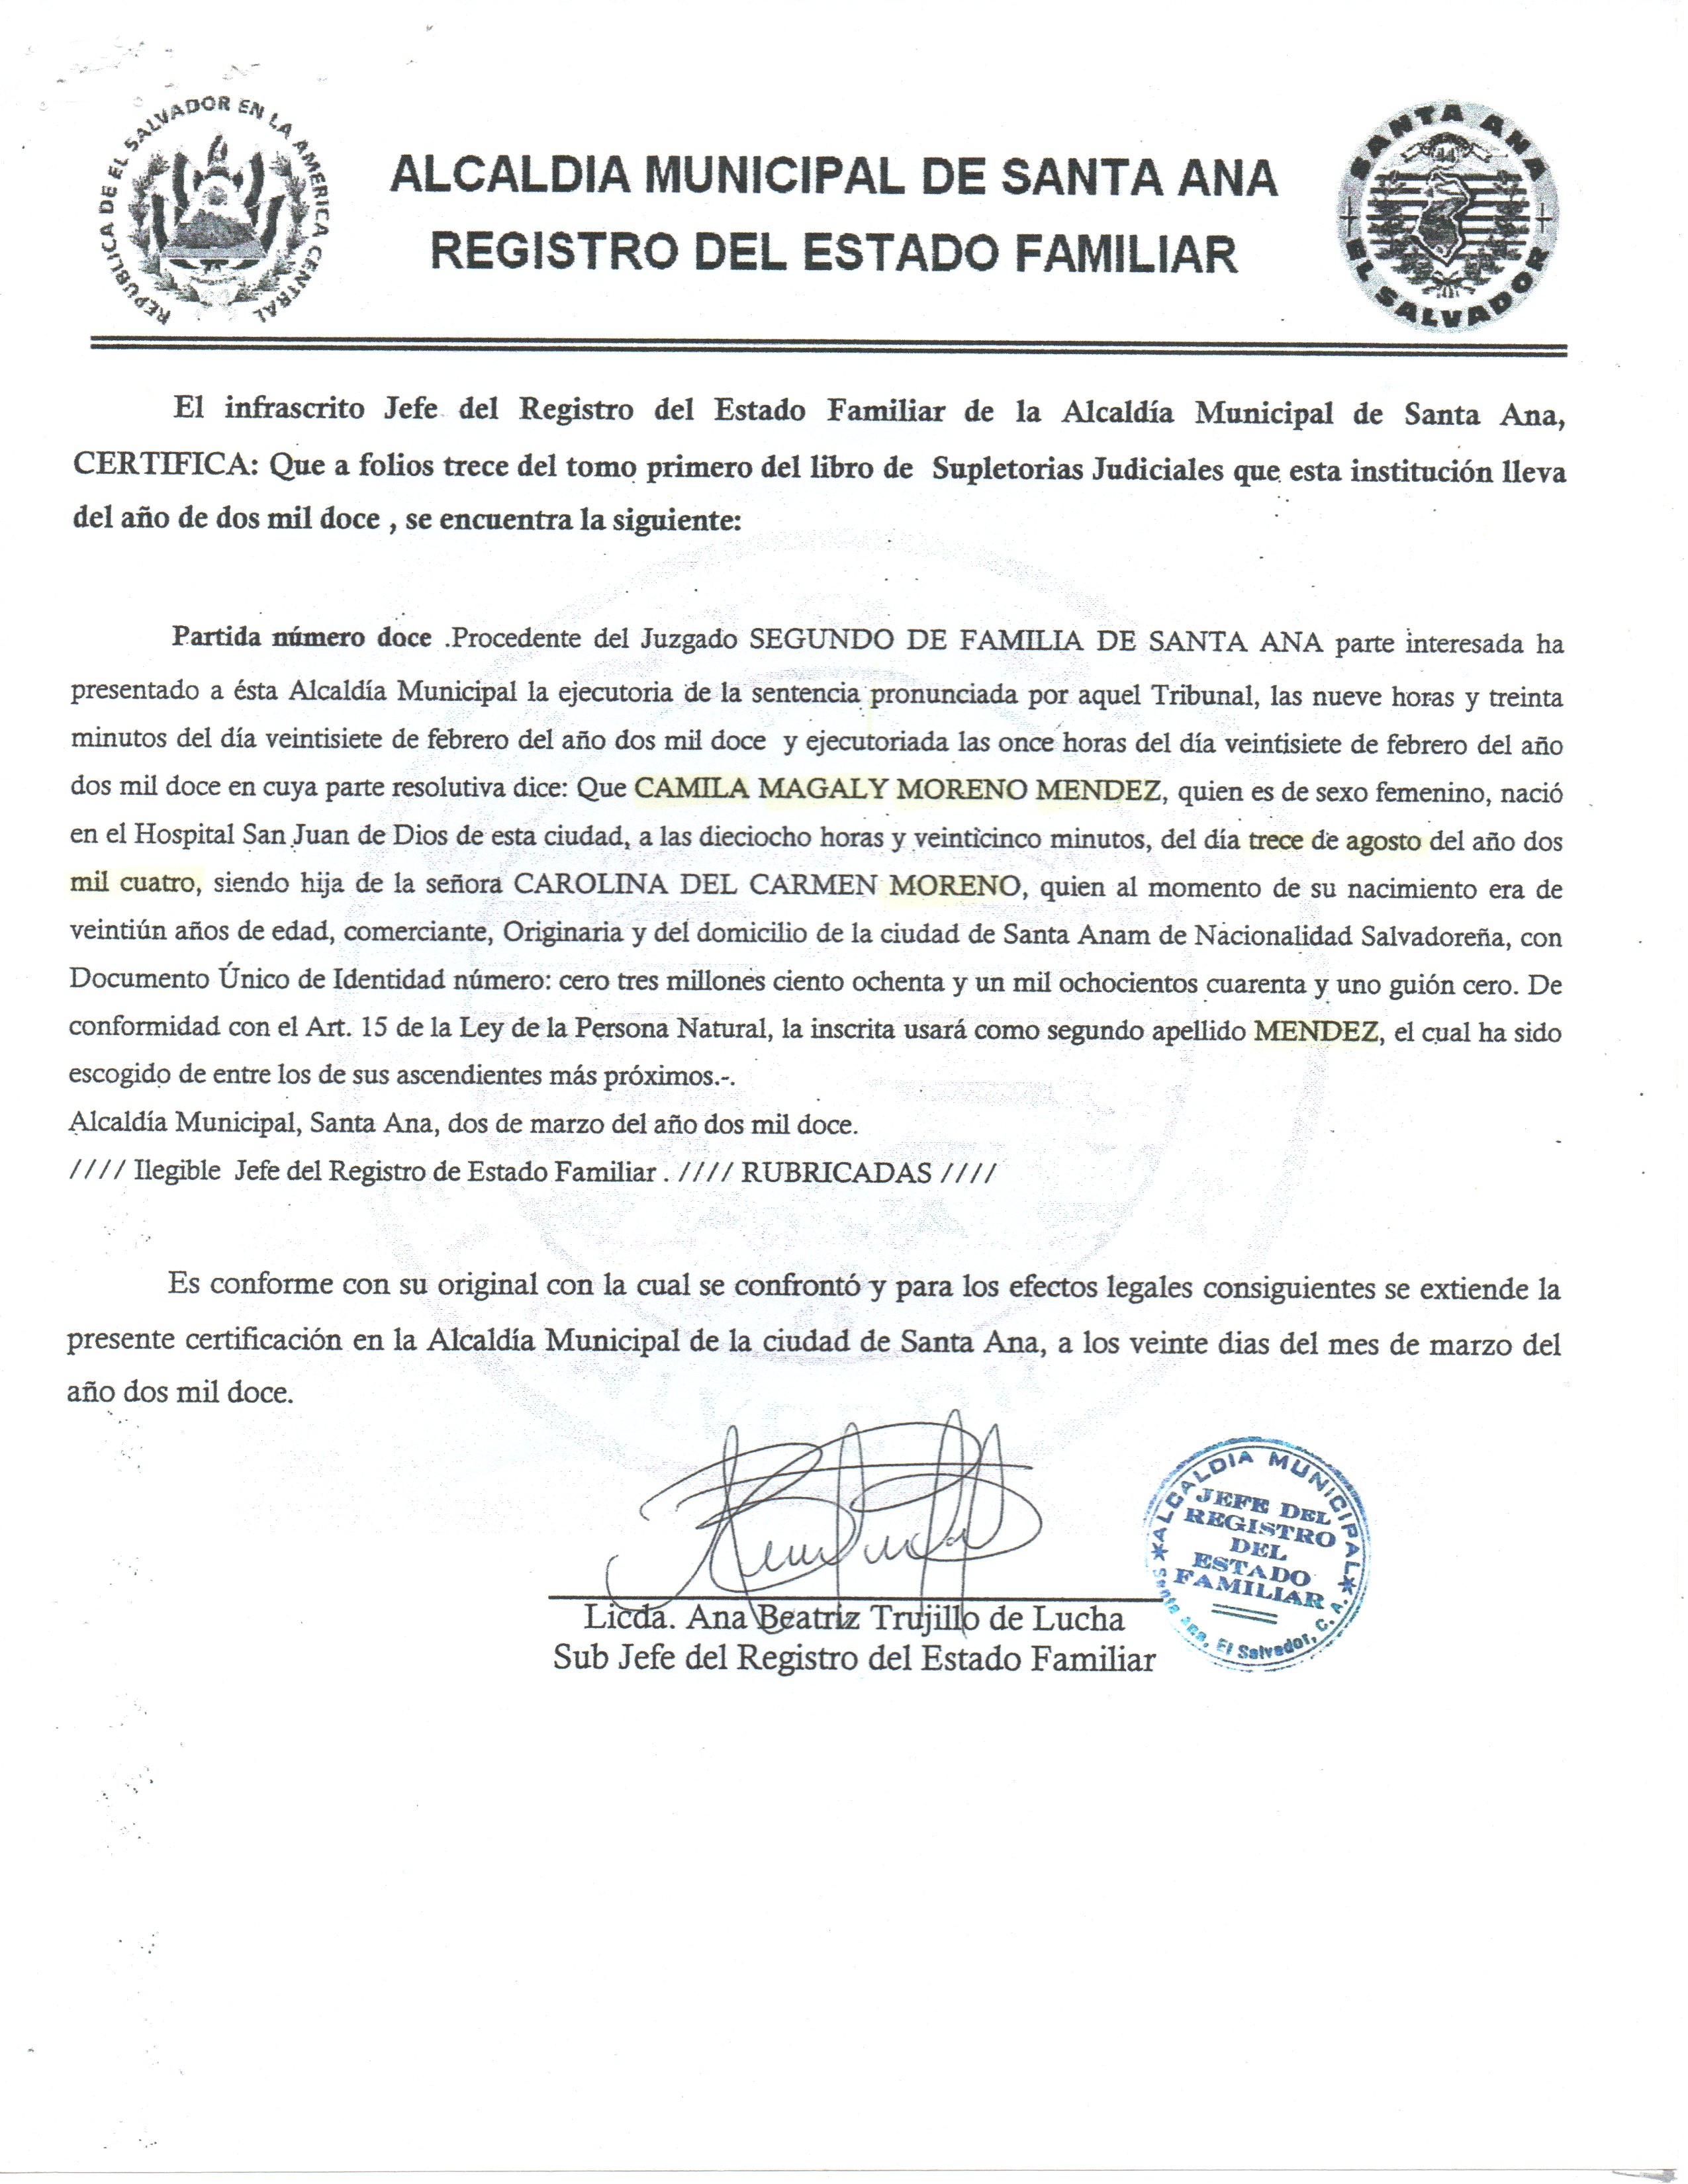 REPUBLICA DE EL SALVADOR EN LA AMERICA CENTRAL
SANTA ANA
44
EL SALVADOR
ALCALDIA MUNICIPAL DE SANTA ANA
REGISTRO DEL ESTADO FAMILIAR
El infrascrito Jefe del Registro del Estado Familiar de la Alcaldía Municipal de Santa Ana,
CERTIFICA: Que a folios trece del tomo primero del libro de Supletorias Judiciales que esta institución lleva
del año de dos mil doce , se encuentra la siguiente:
Partida número doce .Procedente del Juzgado SEGUNDO DE FAMILIA DE SANTA ANA parte interesada ha
presentado a ésta Alcaldía Municipal la ejecutoria de la sentencia pronunciada por aquel Tribunal, las nueve horas y treinta
minutos del día veintisiete de febrero del año dos mil doce y ejecutoriada las once horas del día veintisiete de febrero del año
dos mil doce en cuya parte resolutiva dice: Que CAMILA MAGALY MORENO MENDEZ, quien es de sexo femenino, nació
en el Hospital San Juan de Dios de esta ciudad, a las dieciocho horas y veinticinco minutos, del día trece de agosto del año dos
mil cuatro, siendo hija de la señora CAROLINA DEL CARMEN MORENO, quien al momento de su nacimiento era de
veintiún años de edad, comerciante, Originaria y del domicilio de la ciudad de Santa Anam de Nacionalidad Salvadoreña, con
Documento Único de Identidad número: cero tres millones ciento ochenta y un mil ochocientos cuarenta y uno guión cero. De
conformidad con el Art. 15 de la Ley de la Persona Natural, la inscrita usará como segundo apellido MENDEZ, el cual ha sido
escogido de entre los de sus ascendientes más próximos.-.
Alcaldía Municipal, Santa Ana, dos de marzo del año dos mil doce.
//// Ilegible Jefe del Registro de Estado Familiar . //// RUBRICADAS ////
Es conforme con su original con la cual se confrontó y para los efectos legales consiguientes se extiende la
presente certificación en la Alcaldía Municipal de la ciudad de Santa Ana, a los veinte dias del mes de marzo del
año dos mil doce.
Licda. Ana Beatriz Trujillo de Lucha
Sub Jefe del Registro del Estado Familiar
ALCALDIA MUNICIPAL
JEFE DEL
REGISTRO
DEL
ESTADO
FAMILIAR
Santa Ana, El Salvador, C. A.